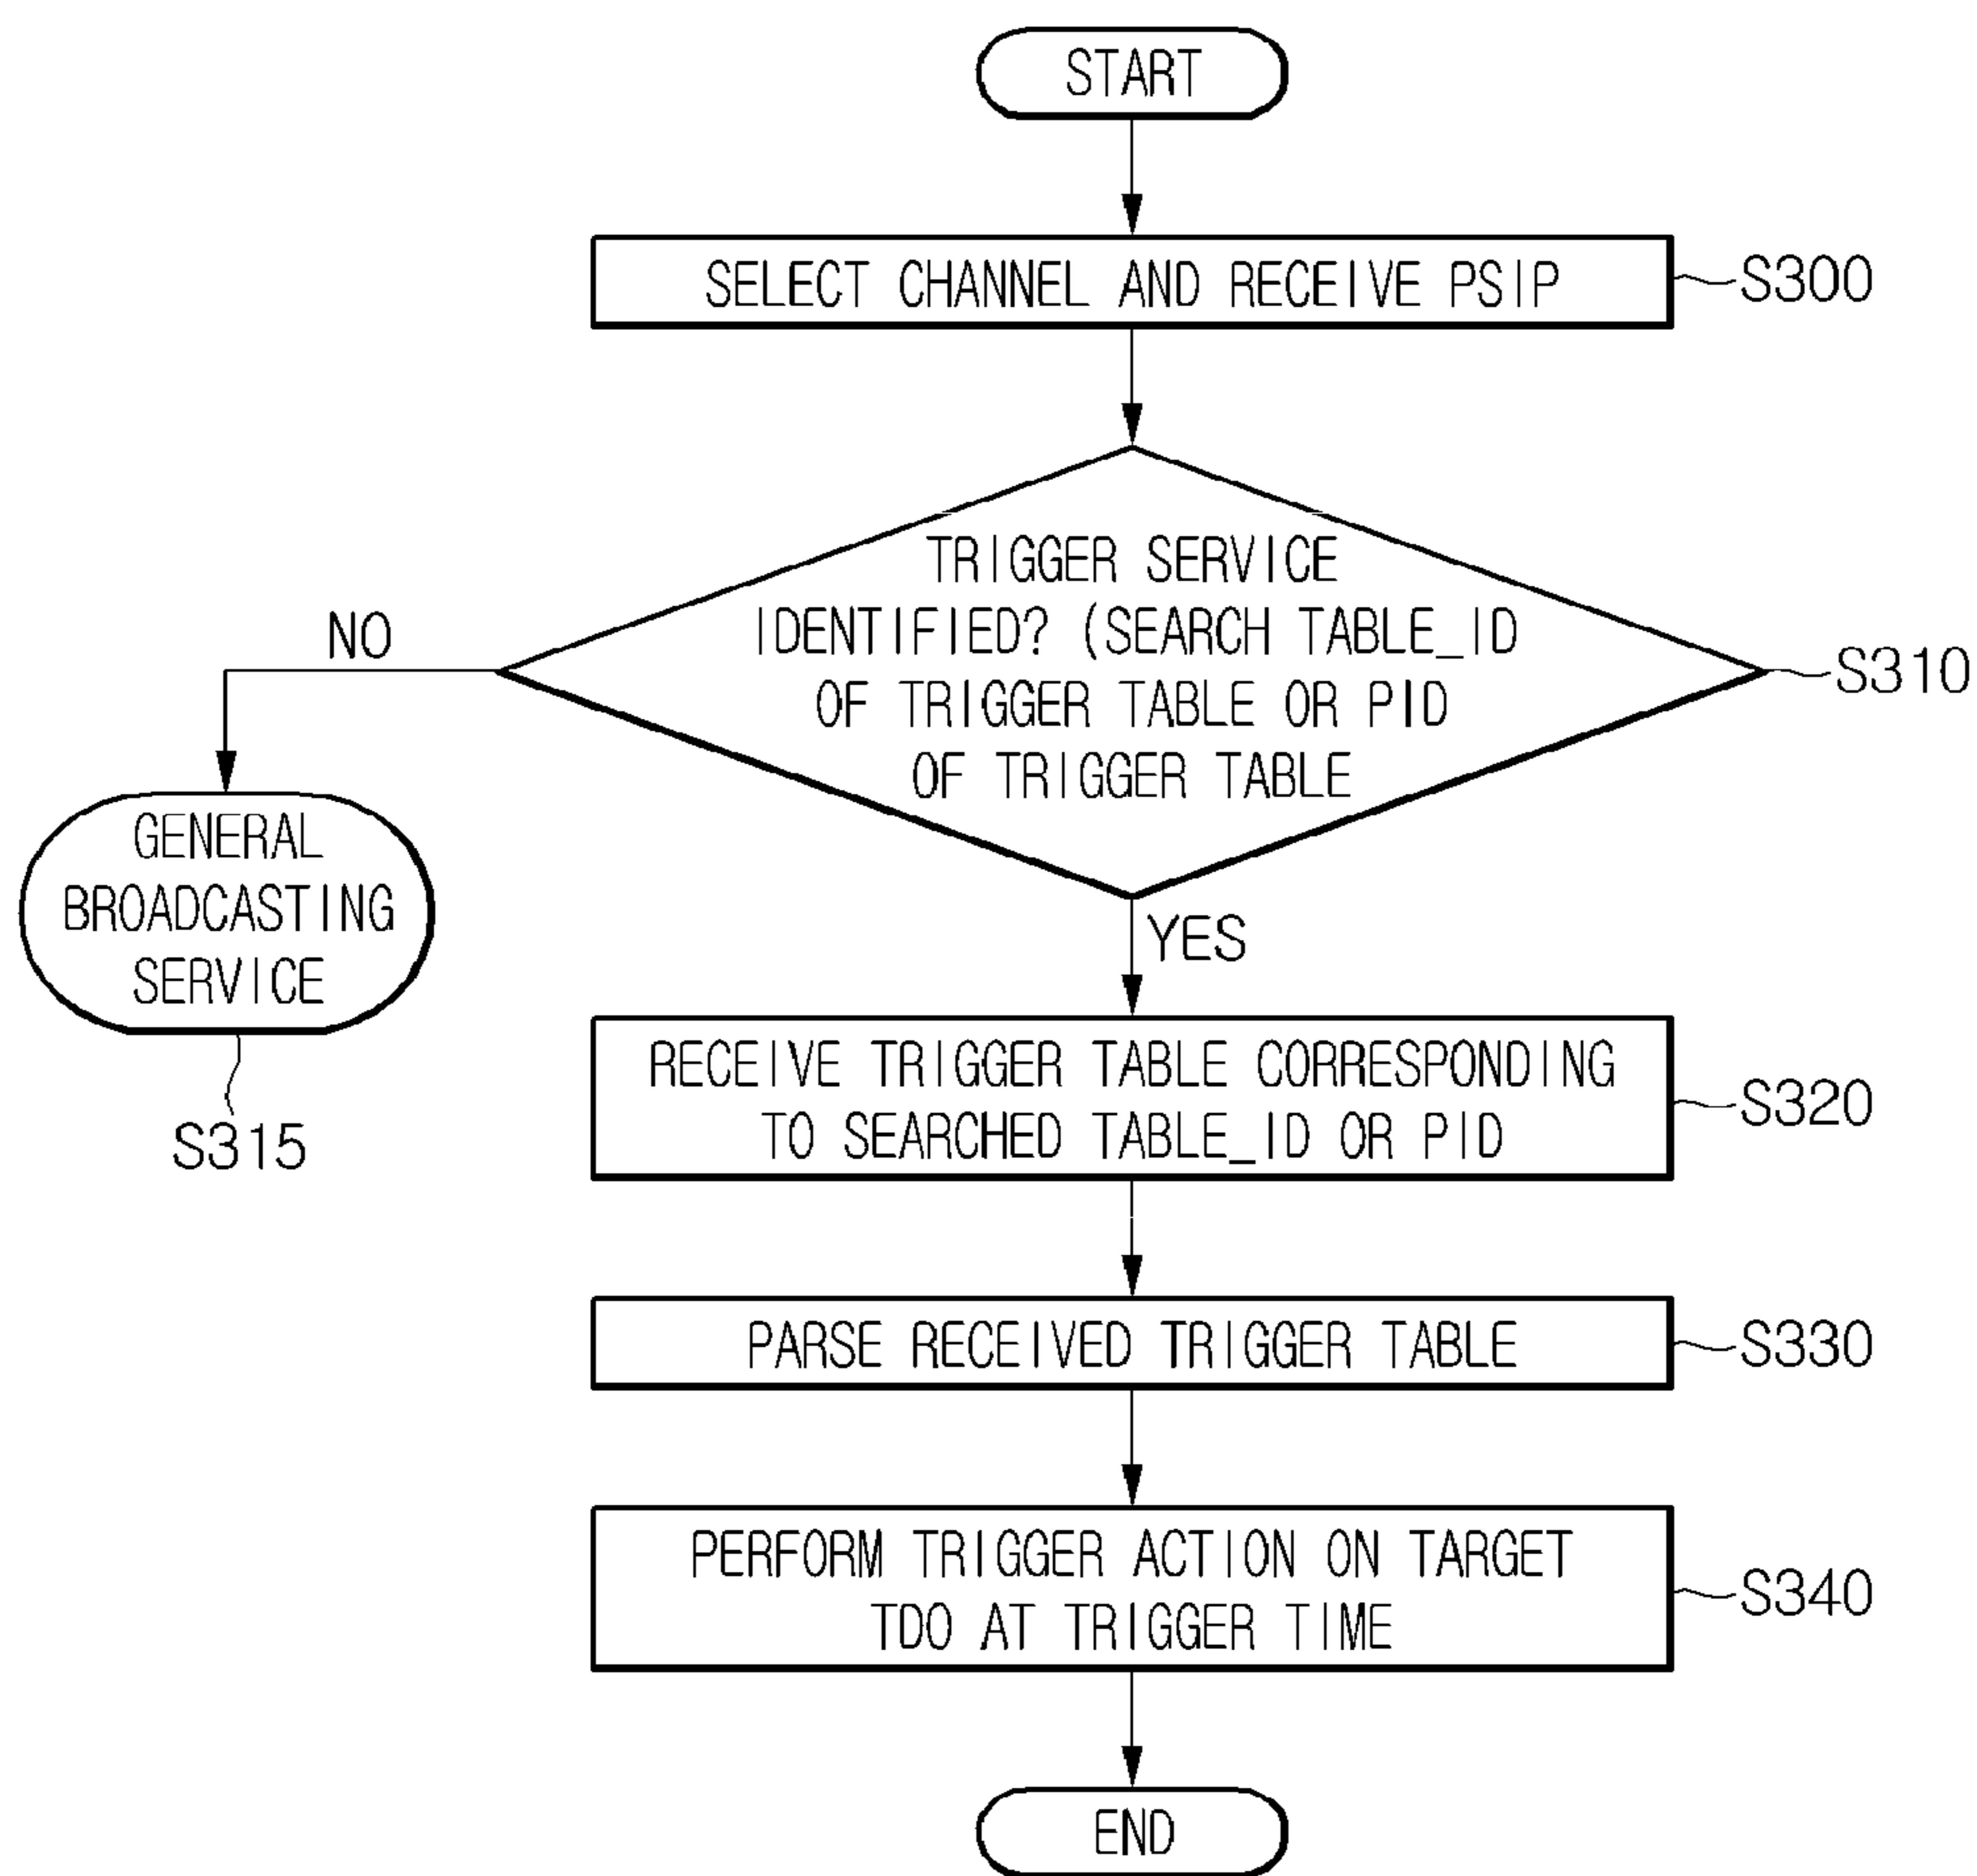 START
SELECT CHANNEL AND RECEIVE PSIP
S300
TRIGGER SERVICE
IDENTIFIED? (SEARCH TABLE_ID
OF TRIGGER TABLE OR PID
OF TRIGGER TABLE
S310
NO
GENERAL
BROADCASTING
SERVICE
S315
YES
RECEIVE TRIGGER TABLE CORRESPONDING
TO SEARCHED TABLE_ID OR PID
S320
PARSE RECEIVED TRIGGER TABLE
S330
PERFORM TRIGGER ACTION ON TARGET
TDO AT TRIGGER TIME
S340
END